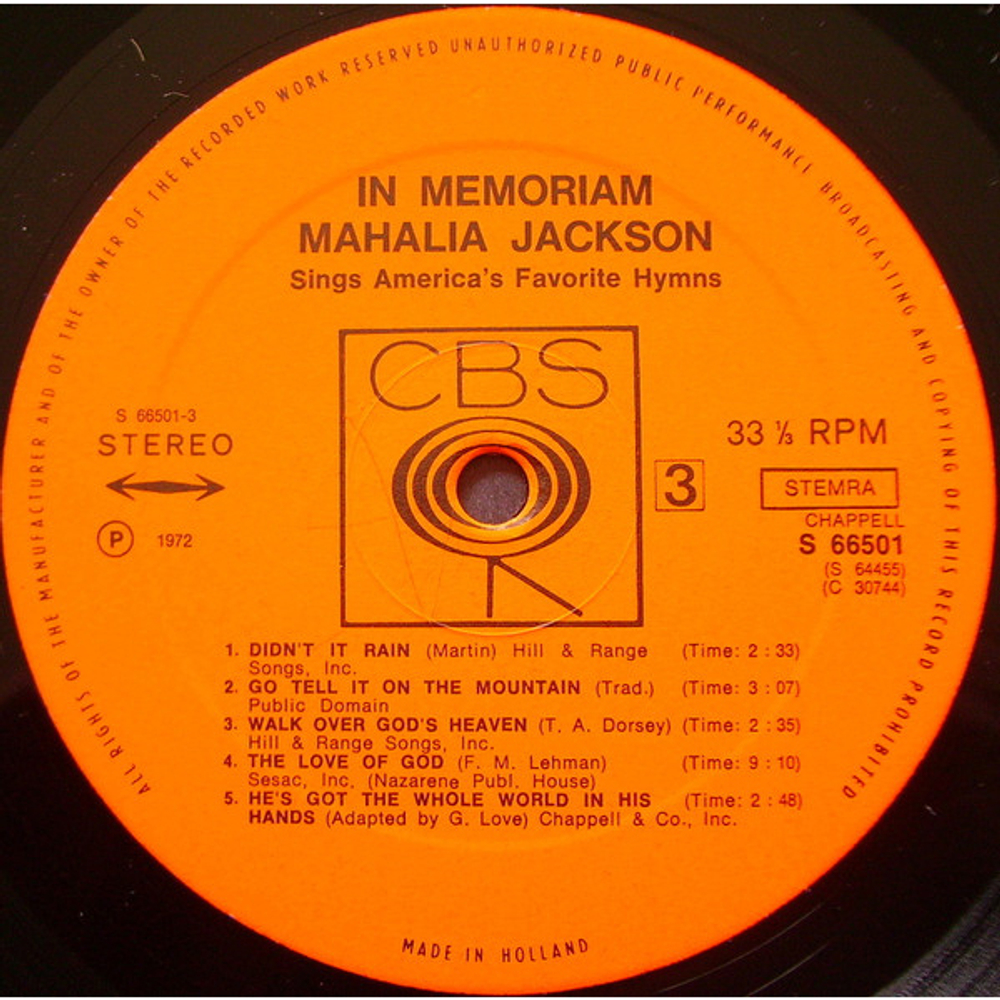 ALL RIGHTS OF THE MANUFACTURER AND OF THE OWNER OF THE RECORDED WORK RESERVED UNAUTHORIZED PUBLIC PERFORMANCE BROADCASTING AND COPYING OF THIS RECORD PROHIBITED
IN MEMORIAM
MAHALIA JACKSON
Sings America's Favorite Hymns
CBS
S 66501-3
STEREO
℗ 1972
33 ⅓ RPM
3
STEMRA
CHAPPELL
S 66501
(S 64455)
(C 30744)
1. DIDN'T IT RAIN (Martin) Hill & Range (Time: 2 : 33)
Songs, Inc.
2. GO TELL IT ON THE MOUNTAIN (Trad.) (Time: 3 : 07)
Public Domain
3. WALK OVER GOD'S HEAVEN (T. A. Dorsey) (Time: 2 : 35)
Hill & Range Songs, Inc.
4. THE LOVE OF GOD (F. M. Lehman) (Time: 9 : 10)
Sesac, Inc. (Nazarene Publ. House)
5. HE'S GOT THE WHOLE WORLD IN HIS (Time: 2 : 48)
HANDS (Adapted by G. Love) Chappell & Co., Inc.
MADE IN HOLLAND